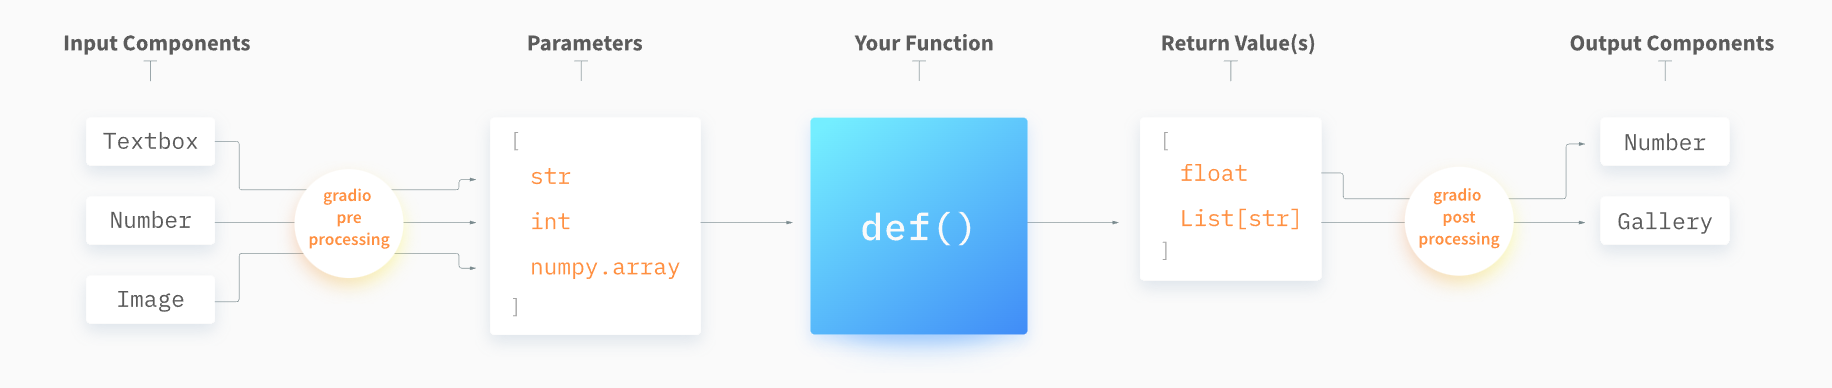 Input Components
Parameters
Your Function
Return Value(s)
Output Components
Textbox
Number
Image
gradio
pre
processing
[
str
int
numpy.array
]
def()
[
float
List[str]
]
gradio
post
processing
Number
Gallery